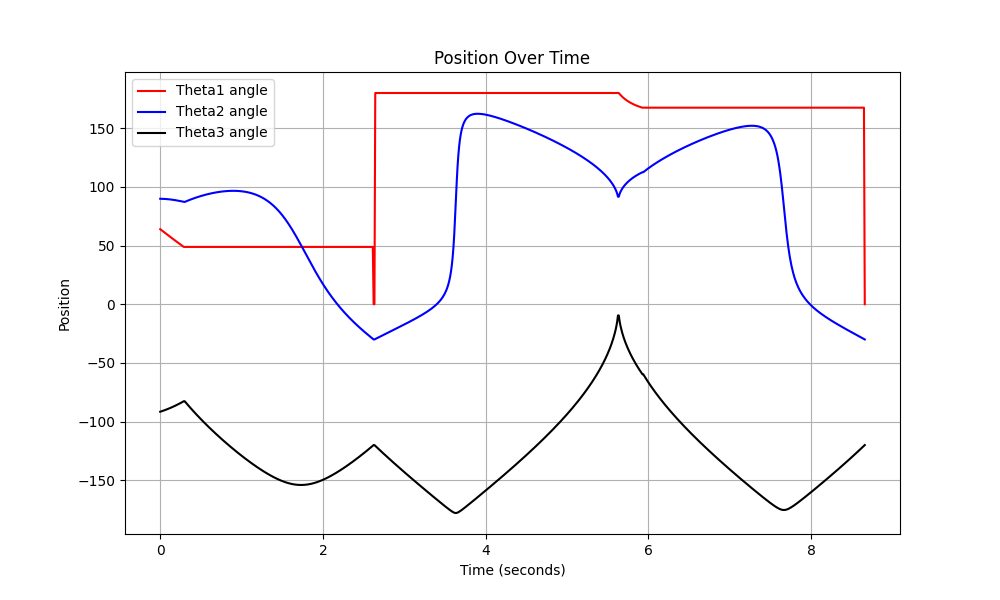 Position Over Time
Theta1 angle
Theta2 angle
Theta3 angle
Position
150
100
50
0
−50
−100
−150
0 2 4 6 8
Time (seconds)